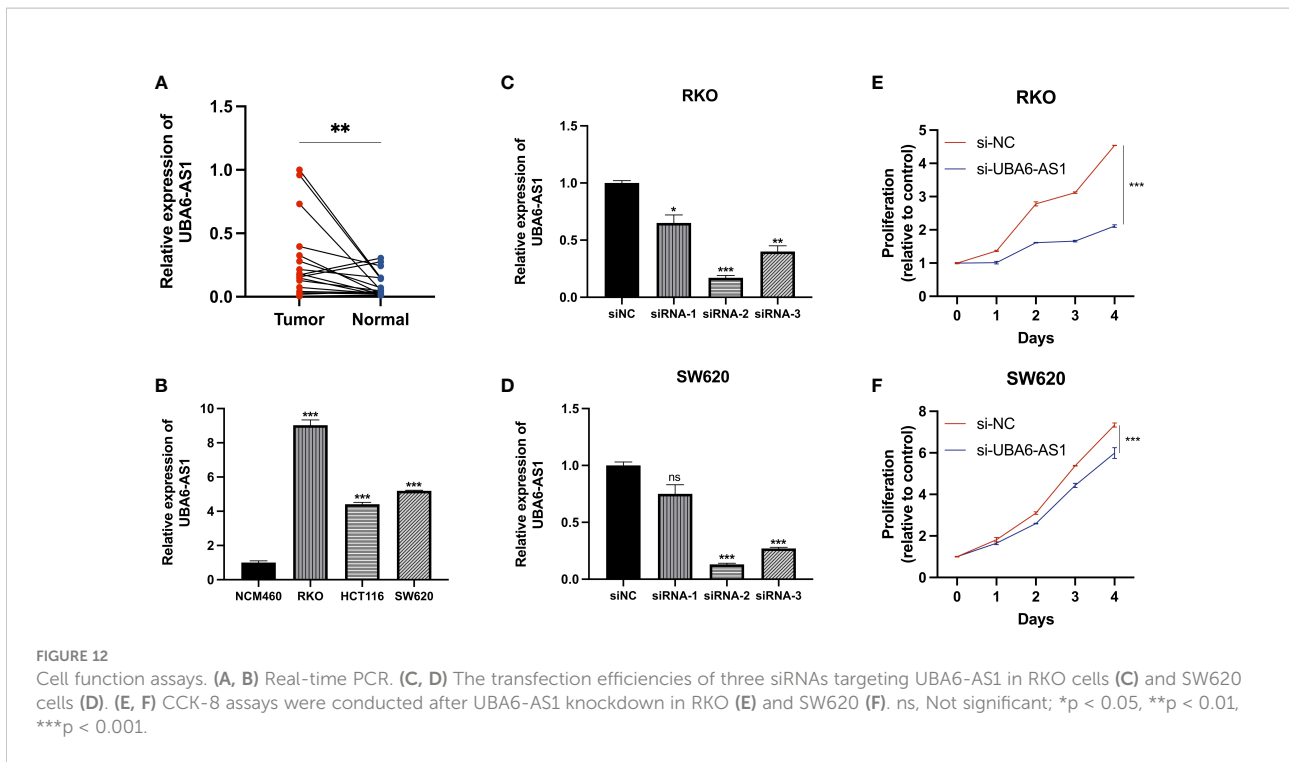 A
Relative expression of
UBA6-AS1
1.5
1.0
0.5
0.0
**
Tumor Normal
B
Relative expression of
UBA6-AS1
10
8
6
4
2
0
***
***
***
NCM460 RKO HCT116 SW620
C
RKO
Relative expression of
UBA6-AS1
1.5
1.0
0.5
0.0
*
***
**
siNC siRNA-1 siRNA-2 siRNA-3
D
SW620
Relative expression of
UBA6-AS1
1.5
1.0
0.5
0.0
ns
***
***
siNC siRNA-1 siRNA-2 siRNA-3
E
RKO
Proliferation
(relative to control)
5
4
3
2
1
0
si-NC
si-UBA6-AS1
***
0 1 2 3 4
Days
F
SW620
Proliferation
(relative to control)
8
6
4
2
0
si-NC
si-UBA6-AS1
***
0 1 2 3 4
Days
FIGURE 12
Cell function assays. (A, B) Real-time PCR. (C, D) The transfection efficiencies of three siRNAs targeting UBA6-AS1 in RKO cells (C) and SW620
cells (D). (E, F) CCK-8 assays were conducted after UBA6-AS1 knockdown in RKO (E) and SW620 (F). ns, Not significant; *p < 0.05, **p < 0.01,
***p < 0.001.